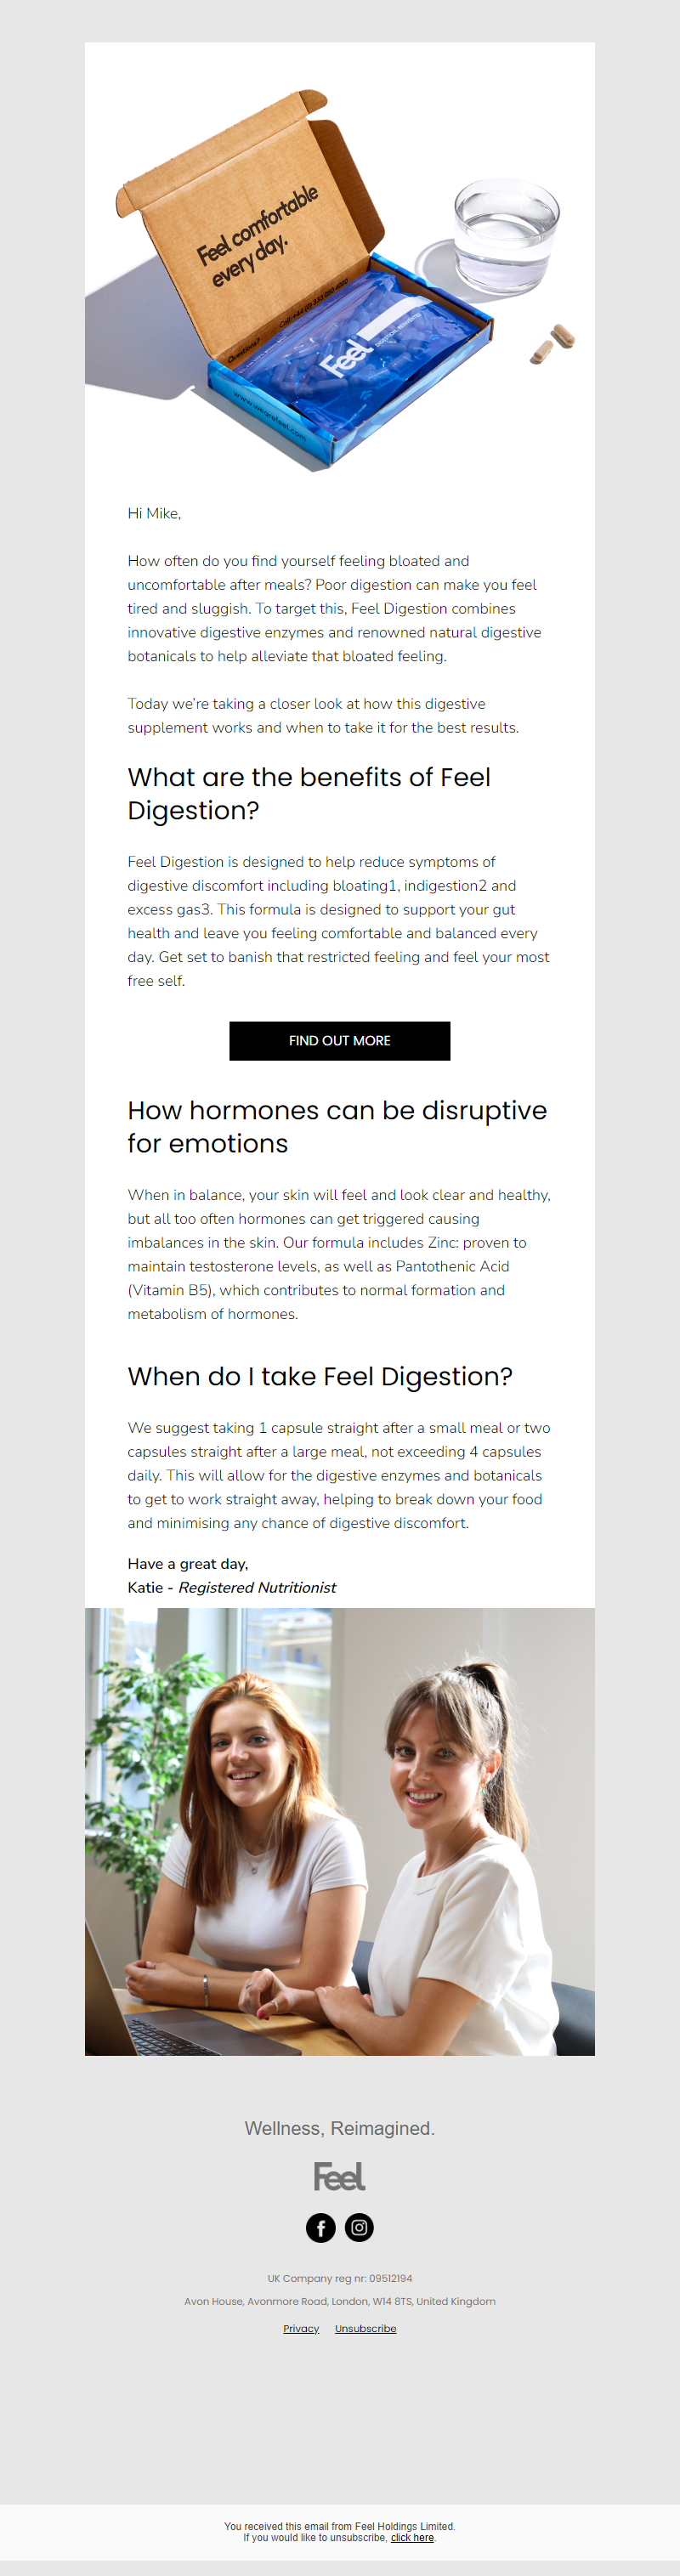 Feel comfortable
every day.
Questions?
Call: +44 (0) 333 050 4000
Feel
DIGESTION, REINVENTED
www.wearefeel.com
Hi Mike,
How often do you find yourself feeling bloated and
uncomfortable after meals? Poor digestion can make you feel
tired and sluggish. To target this, Feel Digestion combines
innovative digestive enzymes and renowned natural digestive
botanicals to help alleviate that bloated feeling.
Today we’re taking a closer look at how this digestive
supplement works and when to take it for the best results.
What are the benefits of Feel
Digestion?
Feel Digestion is designed to help reduce symptoms of
digestive discomfort including bloating1, indigestion2 and
excess gas3. This formula is designed to support your gut
health and leave you feeling comfortable and balanced every
day. Get set to banish that restricted feeling and feel your most
free self.
FIND OUT MORE
How hormones can be disruptive
for emotions
When in balance, your skin will feel and look clear and healthy,
but all too often hormones can get triggered causing
imbalances in the skin. Our formula includes Zinc: proven to
maintain testosterone levels, as well as Pantothenic Acid
(Vitamin B5), which contributes to normal formation and
metabolism of hormones.
When do I take Feel Digestion?
We suggest taking 1 capsule straight after a small meal or two
capsules straight after a large meal, not exceeding 4 capsules
daily. This will allow for the digestive enzymes and botanicals
to get to work straight away, helping to break down your food
and minimising any chance of digestive discomfort.
Have a great day,
Katie - Registered Nutritionist
Wellness, Reimagined.
Feel
UK Company reg nr: 09512194
Avon House, Avonmore Road, London, W14 8TS, United Kingdom
Privacy Unsubscribe
You received this email from Feel Holdings Limited.
If you would like to unsubscribe, click here.